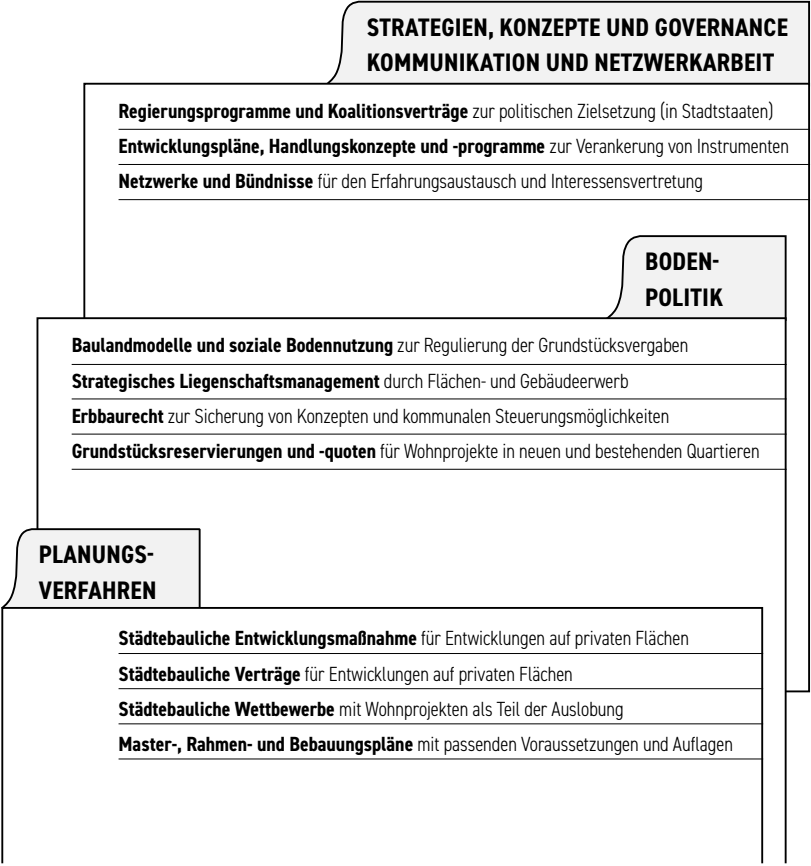 STRATEGIEN, KONZEPTE UND GOVERNANCE
KOMMUNIKATION UND NETZWERKARBEIT
Regierungsprogramme und Koalitionsverträge zur politischen Zielsetzung (in Stadtstaaten)
Entwicklungspläne, Handlungskonzepte und -programme zur Verankerung von Instrumenten
Netzwerke und Bündnisse für den Erfahrungsaustausch und Interessensvertretung
BODEN-
POLITIK
Baulandmodelle und soziale Bodennutzung zur Regulierung der Grundstücksvergaben
Strategisches Liegenschaftsmanagement durch Flächen- und Gebäudeerwerb
Erbbaurecht zur Sicherung von Konzepten und kommunalen Steuerungsmöglichkeiten
Grundstücksreservierungen und -quoten für Wohnprojekte in neuen und bestehenden Quartieren
PLANUNGS-
VERFAHREN
Städtebauliche Entwicklungsmaßnahme für Entwicklungen auf privaten Flächen
Städtebauliche Verträge für Entwicklungen auf privaten Flächen
Städtebauliche Wettbewerbe mit Wohnprojekten als Teil der Auslobung
Master-, Rahmen- und Bebauungspläne mit passenden Voraussetzungen und Auflagen